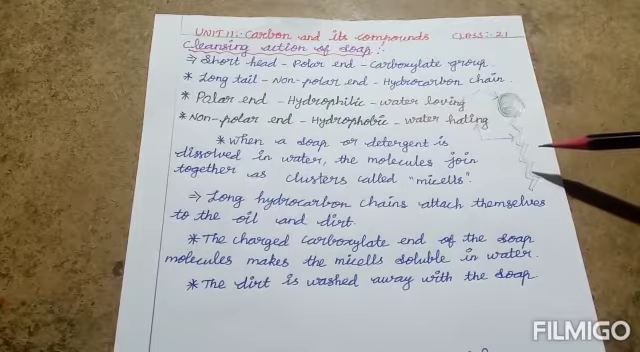 UNIT 11:- Carbon and its compounds CLASS:- 21
Cleansing action of soap:-
⇒ Short head - Polar end - Carboxylate group.
* Long tail - Non-polar end - Hydrocarbon chain.
* Polar end - Hydrophilic - water loving
* Non-polar end - Hydrophobic - water hating
* When a soap or detergent is
dissolved in water, the molecules join
together as clusters called "micells".
⇒ Long hydrocarbon chains attach themselves
to the oil and dirt.
* The charged carboxylate end of the soap
molecules makes the micells soluble in water.
* The dirt is washed away with the soap.
FILMIGO